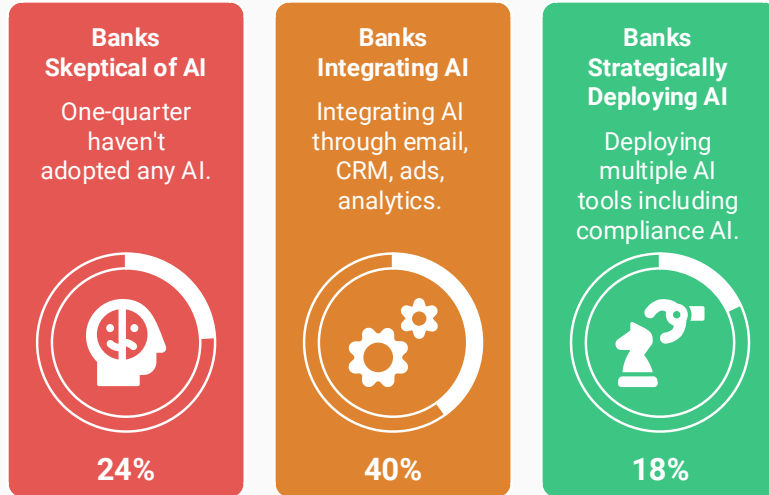 Banks
Skeptical of AI
One-quarter
haven't
adopted any AI.
24%
Banks
Integrating AI
Integrating AI
through email,
CRM, ads,
analytics.
40%
Banks
Strategically
Deploying AI
Deploying
multiple AI
tools including
compliance AI.
18%